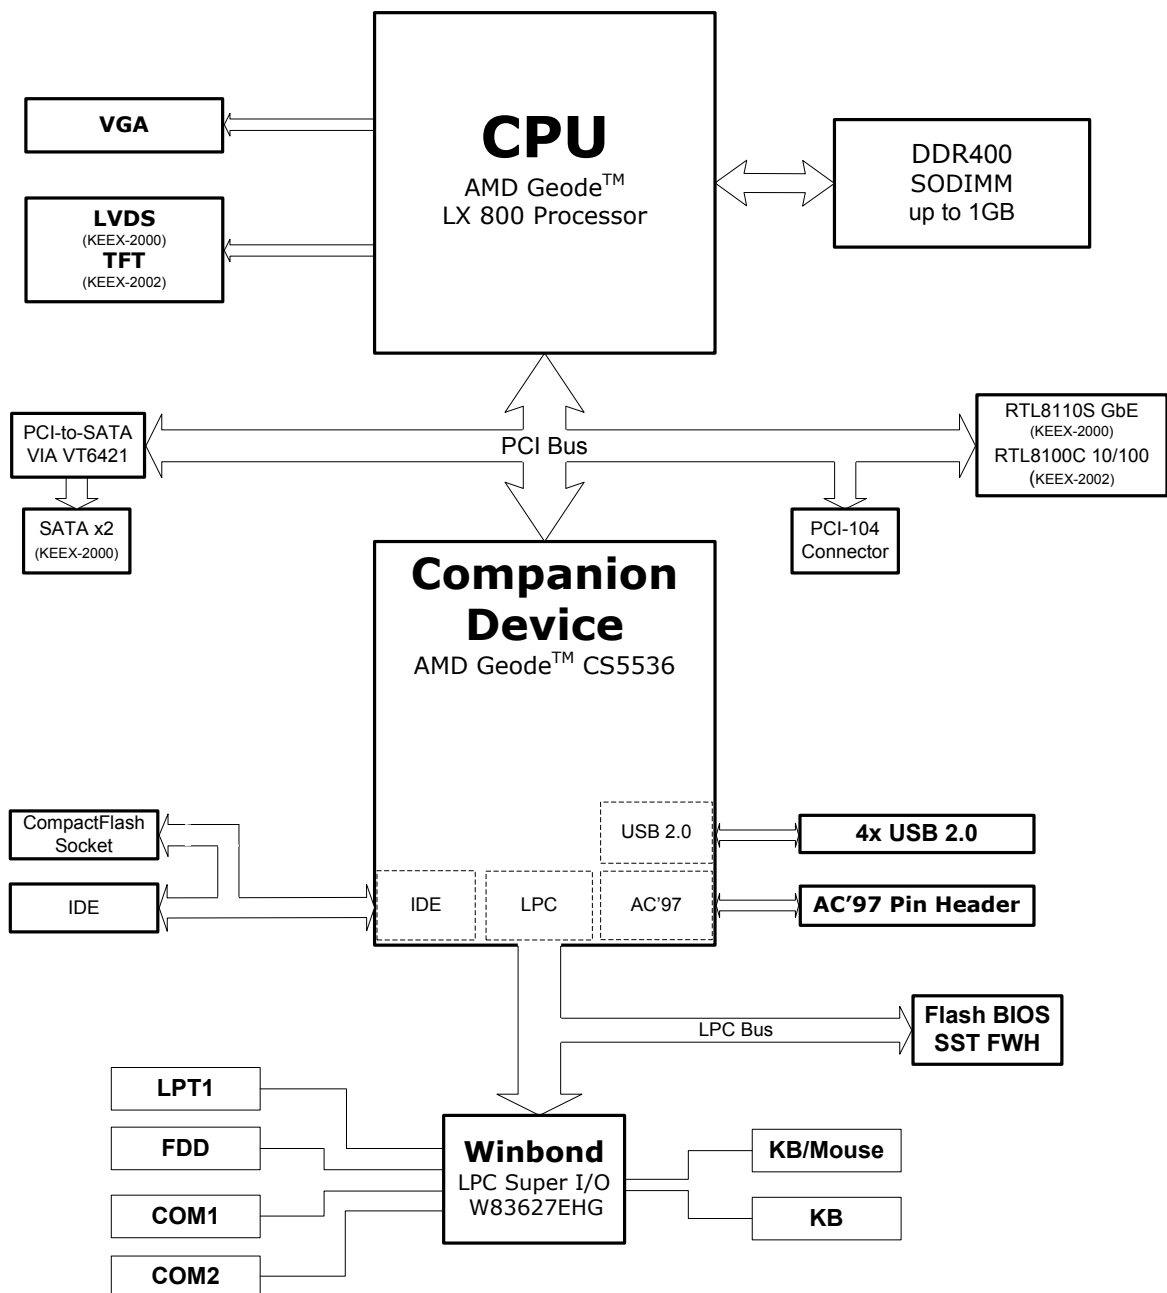 VGA
CPU
AMD Geode™
LX 800 Processor
DDR400
SODIMM
up to 1GB
LVDS
(KEEX-2000)
TFT
(KEEX-2002)
PCI-to-SATA
VIA VT6421
PCI Bus
RTL8110S GbE
(KEEX-2000)
RTL8100C 10/100
(KEEX-2002)
SATA x2
(KEEX-2000)
PCI-104
Connector
Companion
Device
AMD Geode™ CS5536
CompactFlash
Socket
USB 2.0
4x USB 2.0
IDE
IDE
LPC
AC’97
AC’97 Pin Header
LPC Bus
Flash BIOS
SST FWH
LPT1
FDD
COM1
COM2
Winbond
LPC Super I/O
W83627EHG
KB/Mouse
KB